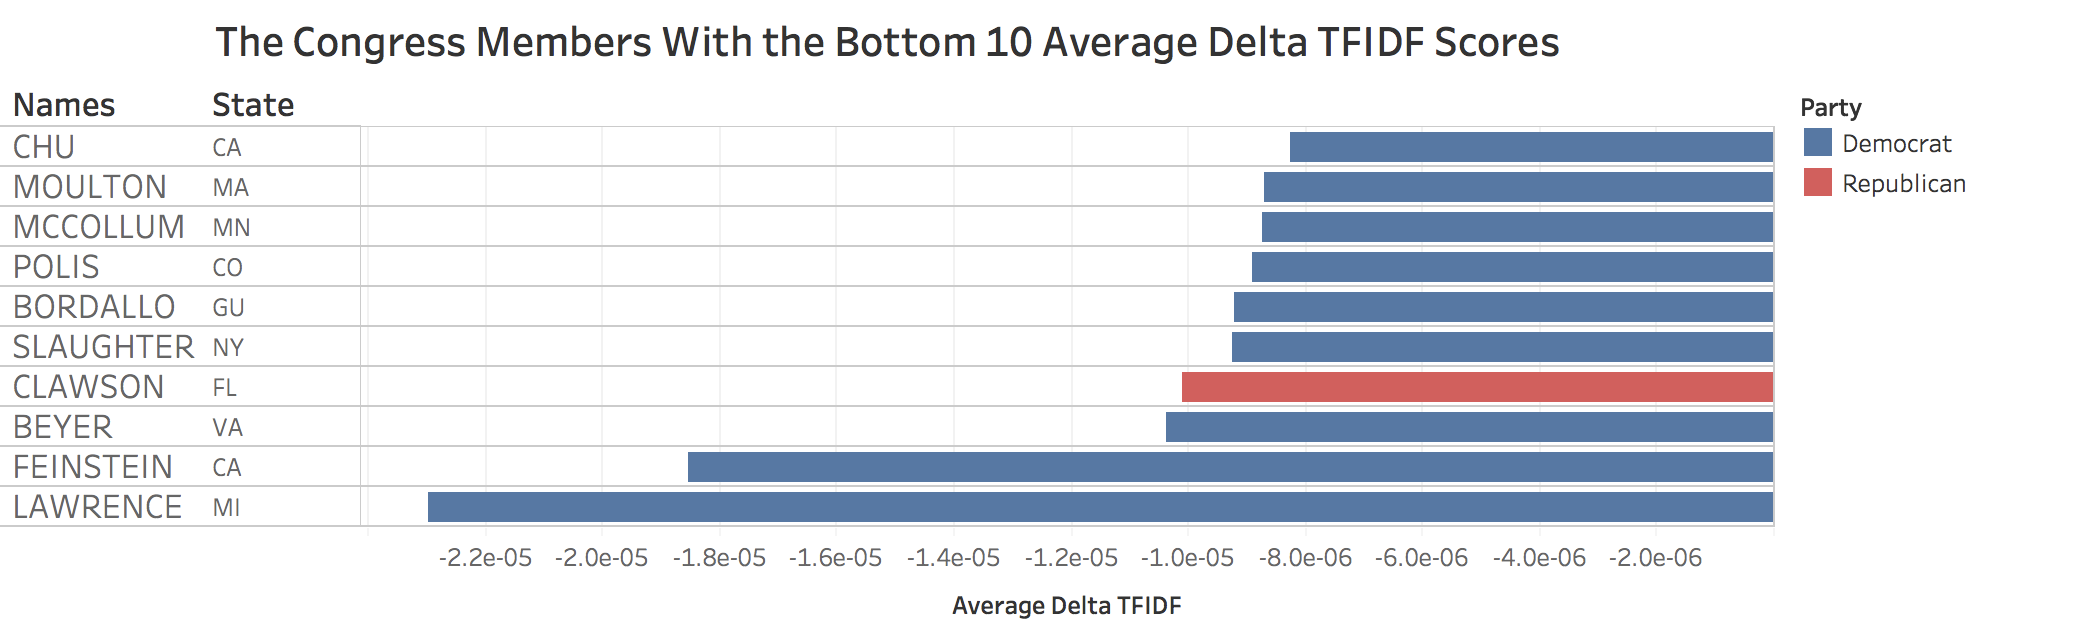 The Congress Members With the Bottom 10 Average Delta TFIDF Scores
Names State
CHU CA
MOULTON MA
MCCOLLUM MN
POLIS CO
BORDALLO GU
SLAUGHTER NY
CLAWSON FL
BEYER VA
FEINSTEIN CA
LAWRENCE MI
-2.2e-05 -2.0e-05 -1.8e-05 -1.6e-05 -1.4e-05 -1.2e-05 -1.0e-05 -8.0e-06 -6.0e-06 -4.0e-06 -2.0e-06
Average Delta TFIDF
Party
Democrat
Republican